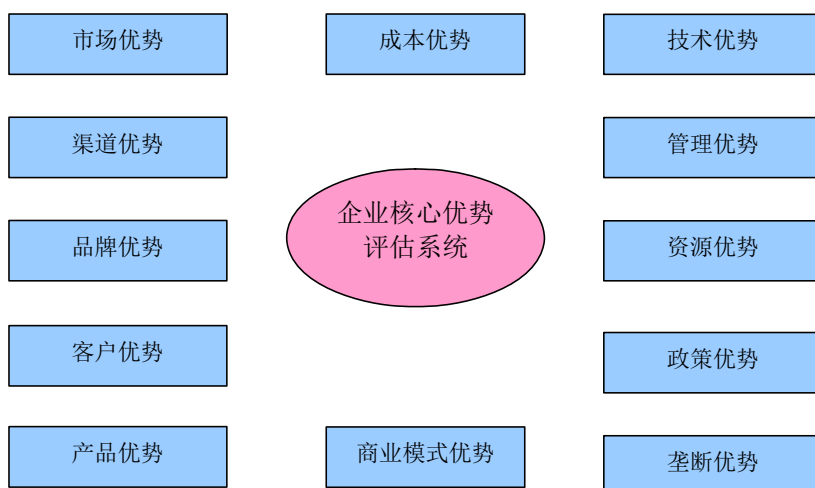 市场优势
成本优势
技术优势
渠道优势
管理优势
企业核心优势
评估系统
品牌优势
资源优势
客户优势
政策优势
产品优势
商业模式优势
垄断优势